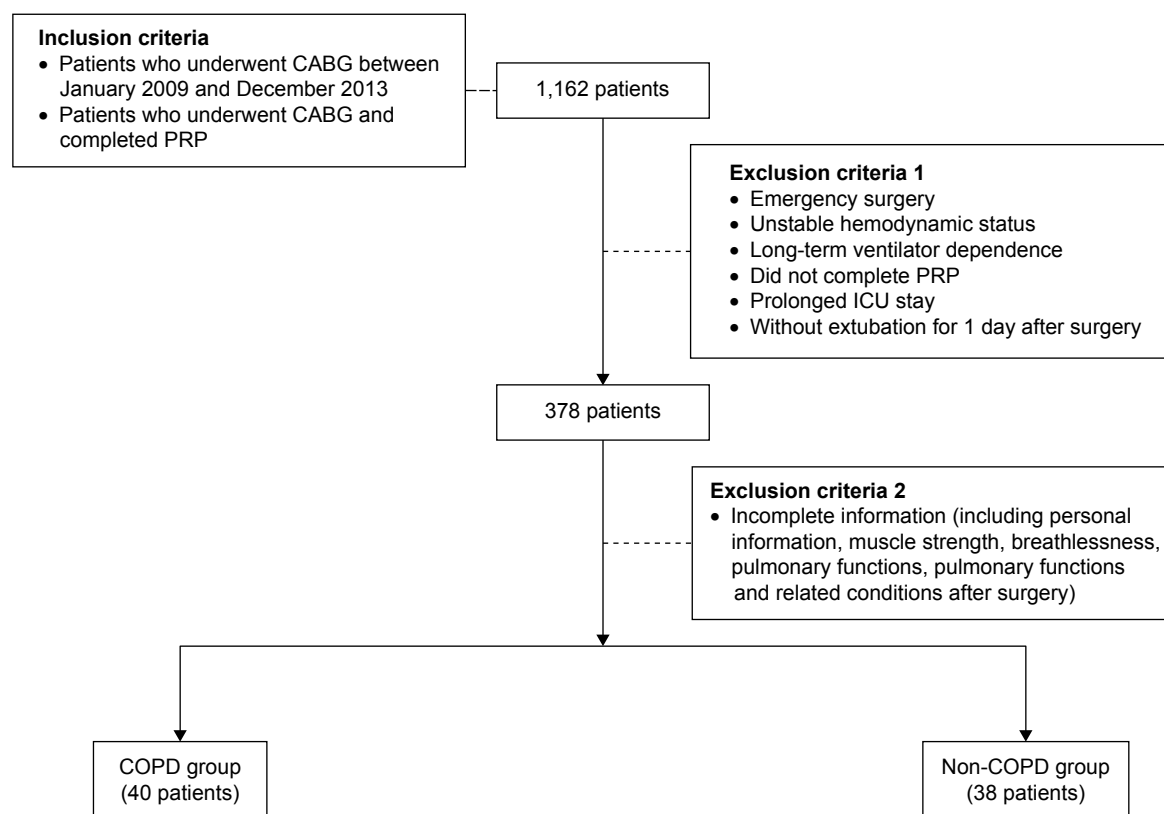 Inclusion criteria
• Patients who underwent CABG between
January 2009 and December 2013
• Patients who underwent CABG and
completed PRP
1,162 patients
Exclusion criteria 1
• Emergency surgery
• Unstable hemodynamic status
• Long-term ventilator dependence
• Did not complete PRP
• Prolonged ICU stay
• Without extubation for 1 day after surgery
378 patients
Exclusion criteria 2
• Incomplete information (including personal
information, muscle strength, breathlessness,
pulmonary functions, pulmonary functions
and related conditions after surgery)
COPD group
(40 patients)
Non-COPD group
(38 patients)